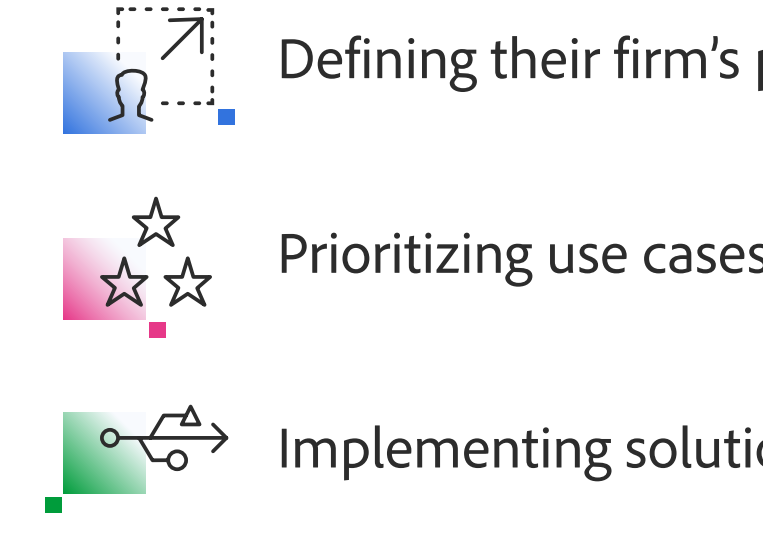 Defining their firm’s
Prioritizing use cases
Implementing